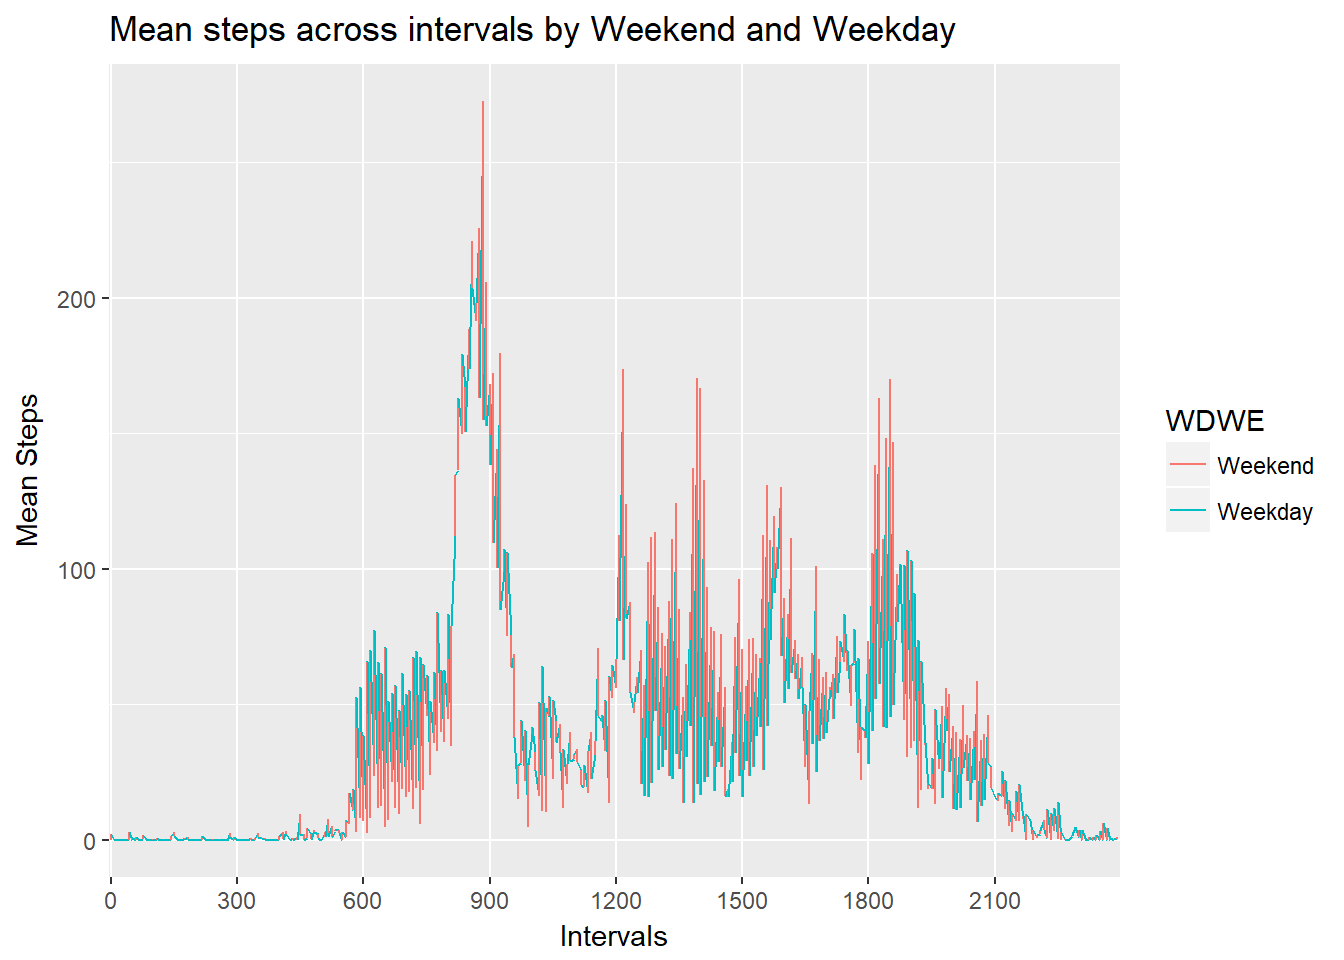 Mean steps across intervals by Weekend and Weekday
Mean Steps
200
100
0
0 300 600 900 1200 1500 1800 2100
Intervals
WDWE
Weekend
Weekday